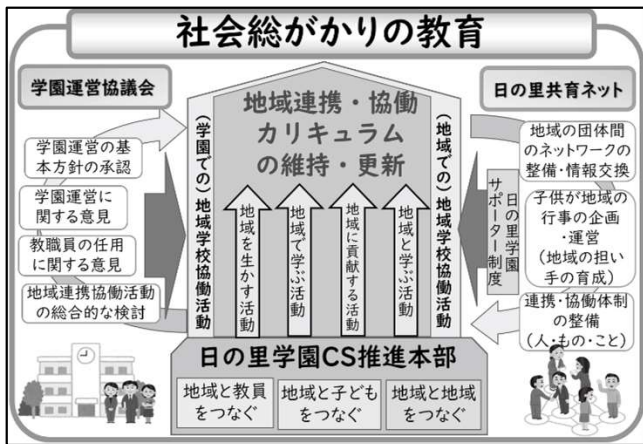 社会総がかりの教育
学園運営協議会
学園運営の基
本方針の承認
学園運営に
関する意見
教職員の任用
に関する意見
地域連携協働活動
の総合的な検討
(学園での)地域学校協働活動
地域連携・協働
カリキュラム
の維持・更新
地域を生かす活動
地域で学ぶ活動
地域に貢献する活動
地域と学ぶ活動
(地域での)地域学校協働活動
日の里学園
サポーター制度
日の里共育ネット
地域の団体間
のネットワークの
整備・情報交換
子供が地域の
行事の企画
・運営
(地域の担い
手の育成)
連携・協働体制
の整備
(人・もの・こと)
日の里学園CS推進本部
地域と教員
をつなぐ
地域と子ども
をつなぐ
地域と地域
をつなぐ